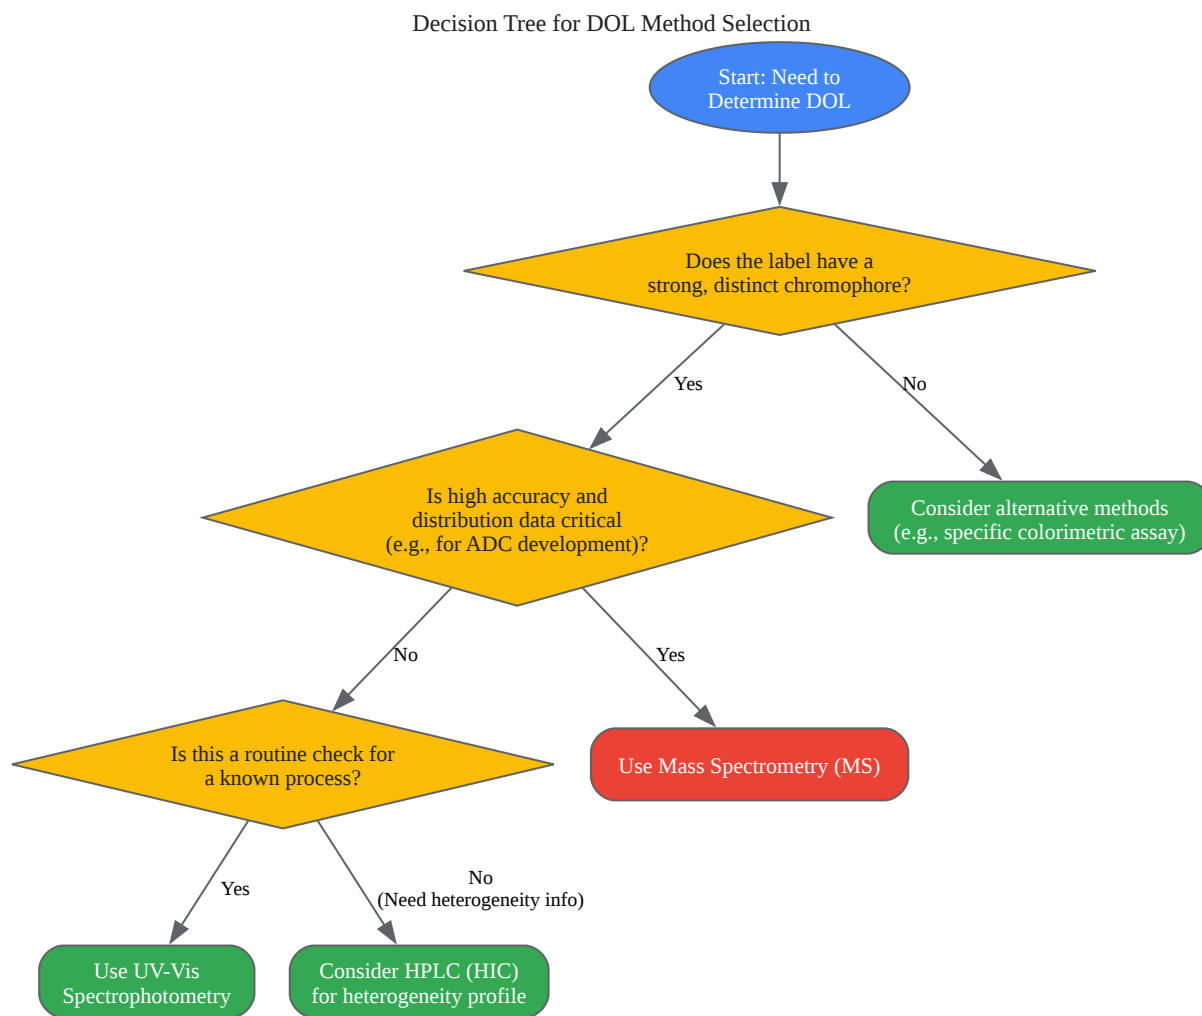 Decision Tree for DOL Method Selection
Start: Need to
Determine DOL
Does the label have a
strong, distinct chromophore?
Yes
No
Is high accuracy and
distribution data critical
(e.g., for ADC development)?
Consider alternative methods
(e.g., specific colorimetric assay)
No
Yes
Is this a routine check for
a known process?
Use Mass Spectrometry (MS)
Yes
No
(Need heterogeneity info)
Use UV-Vis
Spectrophotometry
Consider HPLC (HIC)
for heterogeneity profile